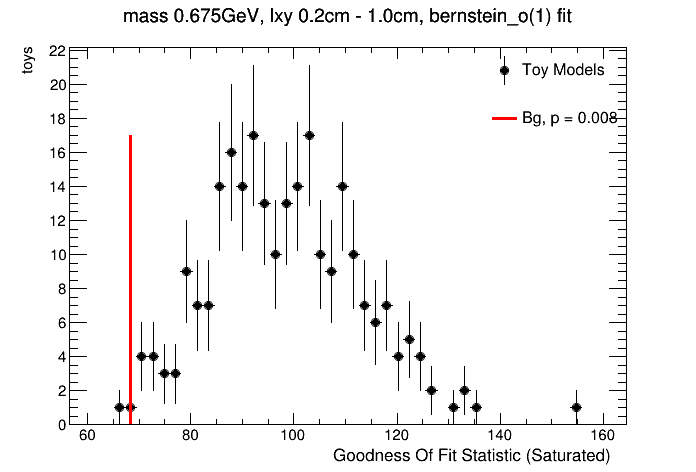 mass 0.675GeV, lxy 0.2cm - 1.0cm, bernstein_o(1) fit
toys
22
20
18
16
14
12
10
8
6
4
2
0
Toy Models
Bg, p = 0.008
60 80 100 120 140 160
Goodness Of Fit Statistic (Saturated)